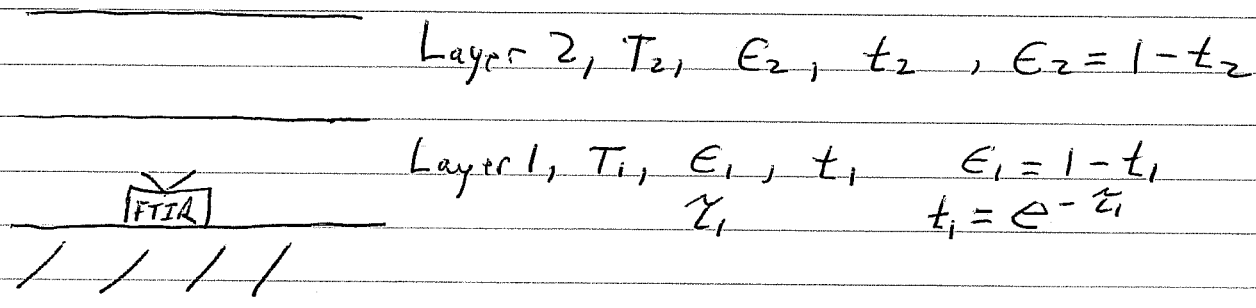 Layer 2, T₂, ϵ₂, t₂, ϵ₂ = 1 - t₂
Layer 1, T₁, ϵ₁, t₁ ϵ₁ = 1 - t₁
FTIR
τ₁ t₁ = e^{-τ₁}